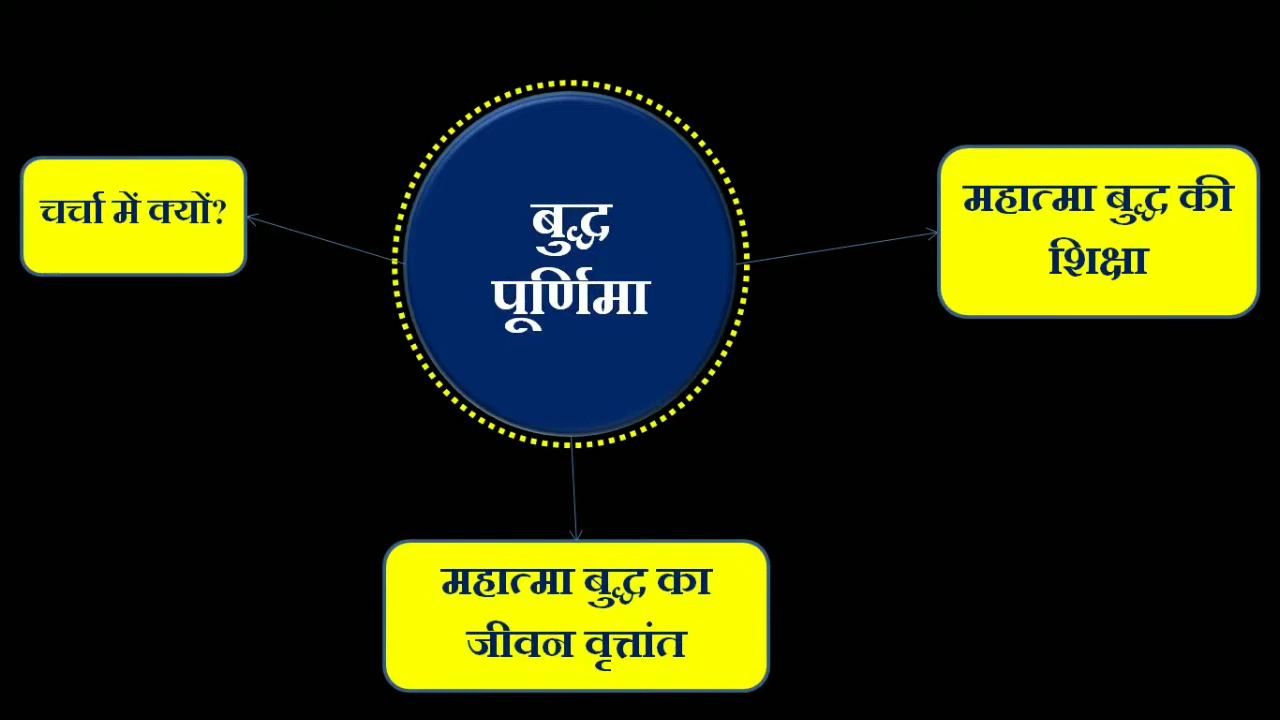 बुद्ध
पूर्णिमा
चर्चा में क्यों?
महात्मा बुद्ध की
शिक्षा
महात्मा बुद्ध का
जीवन वृत्तांत